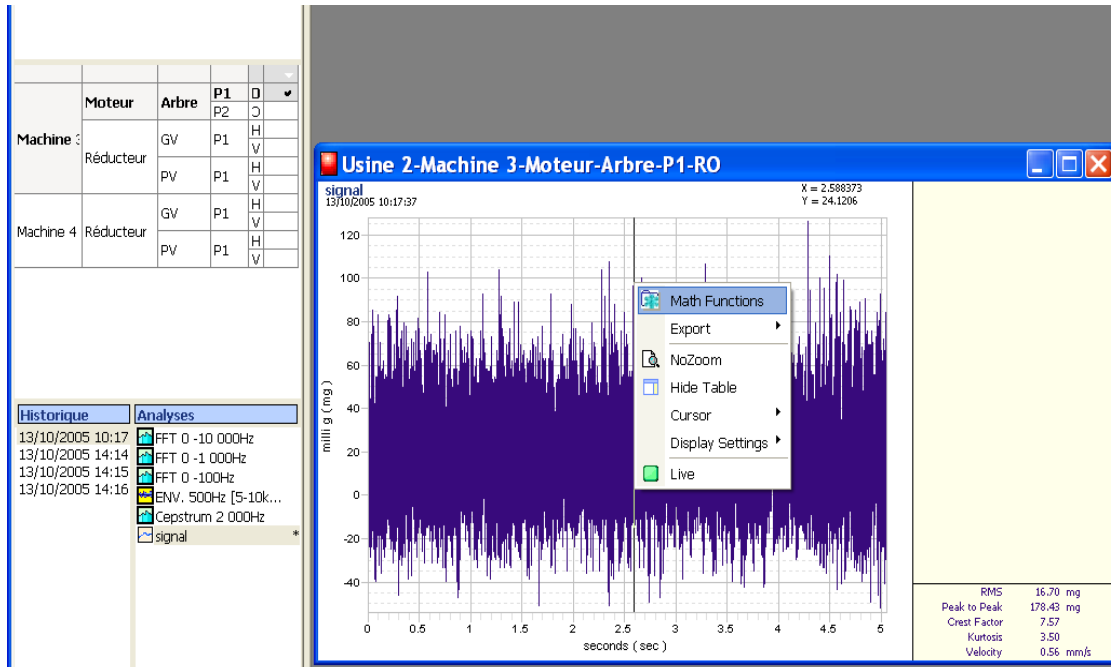 Moteur Arbre P1 D
P2 Ɔ
Machine 3
Réducteur GV P1 H
V
PV P1 H
V
Machine 4 Réducteur GV P1 H
V
PV P1 H
V
Historique Analyses
13/10/2005 10:17 FFT 0 -10 000Hz
13/10/2005 14:14 FFT 0 -1 000Hz
13/10/2005 14:15 FFT 0 -100Hz
13/10/2005 14:16 ENV. 500Hz [5-10k...
Cepstrum 2 000Hz
signal *
Usine 2-Machine 3-Moteur-Arbre-P1-RO
signal
13/10/2005 10:17:37
X = 2.588373
Y = 24.1206
milli g ( mg )
120
100
80
60
40
20
0
-20
-40
0 0.5 1 1.5 2 2.5 3 3.5 4 4.5 5
seconds ( sec )
Math Functions
Export
NoZoom
Hide Table
Cursor
Display Settings
Live
RMS 16.70 mg
Peak to Peak 178.43 mg
Crest Factor 7.57
Kurtosis 3.50
Velocity 0.56 mm/s